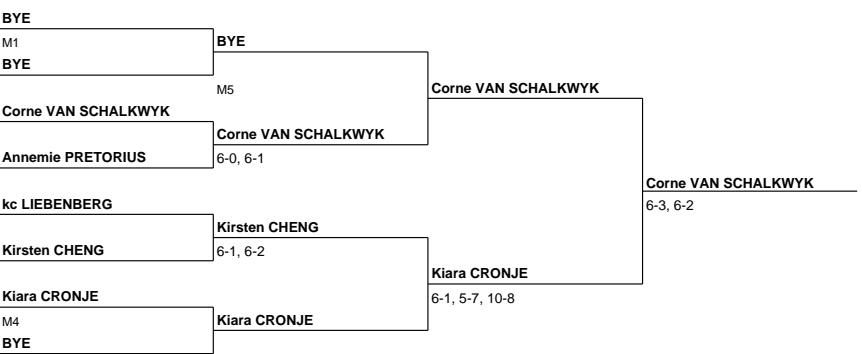 BYE
M1
BYE
BYE
M5
Corne VAN SCHALKWYK
Corne VAN SCHALKWYK
Corne VAN SCHALKWYK
Annemie PRETORIUS
6-0, 6-1
Corne VAN SCHALKWYK
6-3, 6-2
kc LIEBENBERG
Kirsten CHENG
Kirsten CHENG
6-1, 6-2
Kiara CRONJE
6-1, 5-7, 10-8
Kiara CRONJE
M4
Kiara CRONJE
BYE